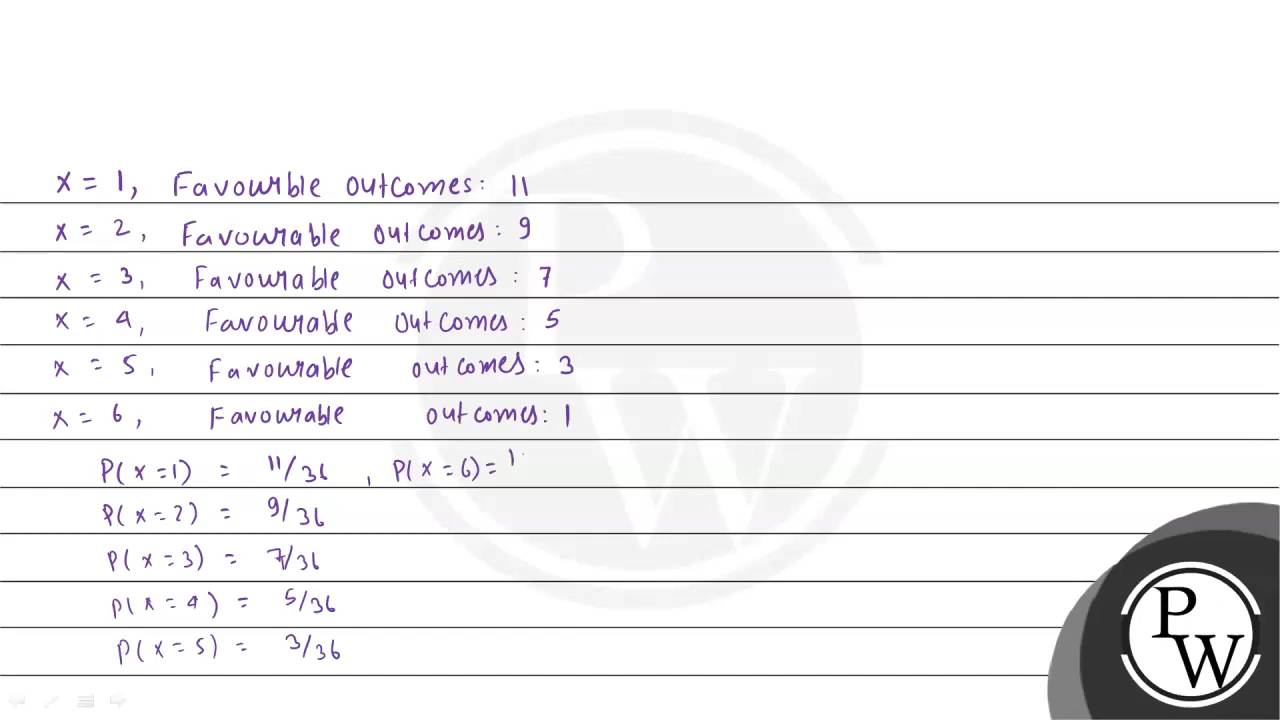 x = 1, Favourble outcomes: 11
x = 2, Favourable outcomes: 9
x = 3, Favourable outcomes: 7
x = 4, Favourable outcomes: 5
x = 5, Favourable outcomes: 3
x = 6, Favourable outcomes: 1
P(x=1) = 11/36 , P(x=6)= 1
P(x=2) = 9/36
P(x=3) = 7/36
P(x=4) = 5/36
P(x=5) = 3/36
P
W
P
W